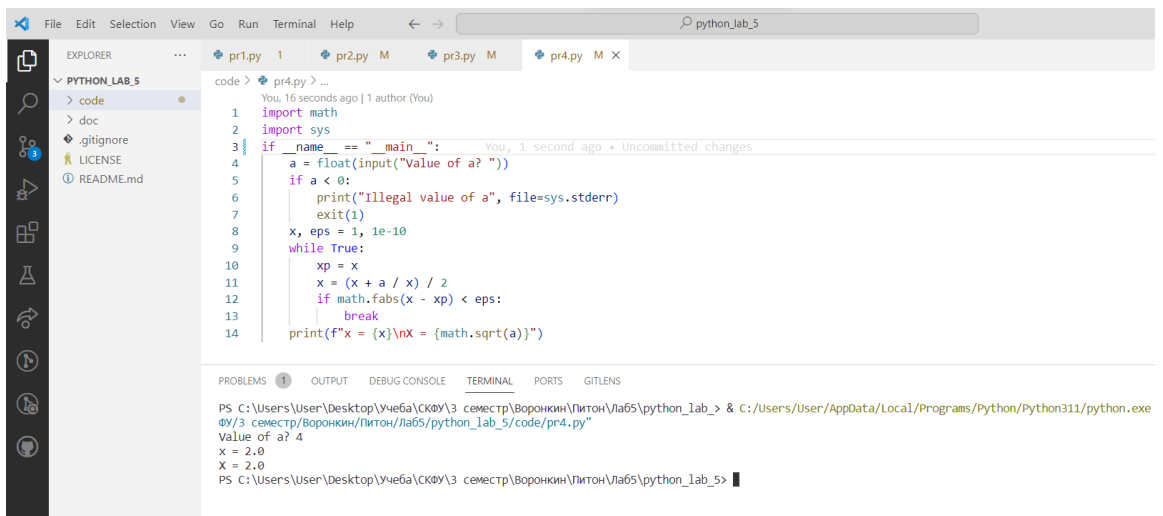 File Edit Selection View Go Run Terminal Help ← → python_lab_5
EXPLORER ... pr1.py 1 pr2.py M pr3.py M pr4.py M ×
PYTHON_LAB_5
code
doc
.gitignore
LICENSE
README.md
3
code > pr4.py > ...
You, 16 seconds ago | 1 author (You)
1 import math
2 import sys
3 if __name__ == "__main__": You, 1 second ago • Uncommitted changes
4 a = float(input("Value of a? "))
5 if a < 0:
6 print("Illegal value of a", file=sys.stderr)
7 exit(1)
8 x, eps = 1, 1e-10
9 while True:
10 xp = x
11 x = (x + a / x) / 2
12 if math.fabs(x - xp) < eps:
13 break
14 print(f"x = {x}\nX = {math.sqrt(a)}")
PROBLEMS 1 OUTPUT DEBUG CONSOLE TERMINAL PORTS GITLENS
PS C:\Users\User\Desktop\Учеба\СКФУ\3 семестр\Воронкин\Питон\Лаб5\python_lab_> & C:/Users/User/AppData/Local/Programs/Python/Python311/python.exe
ФУ/3 семестр/Воронкин/Питон/Лаб5/python_lab_5/code/pr4.py"
Value of a? 4
x = 2.0
X = 2.0
PS C:\Users\User\Desktop\Учеба\СКФУ\3 семестр\Воронкин\Питон\Лаб5\python_lab_5>